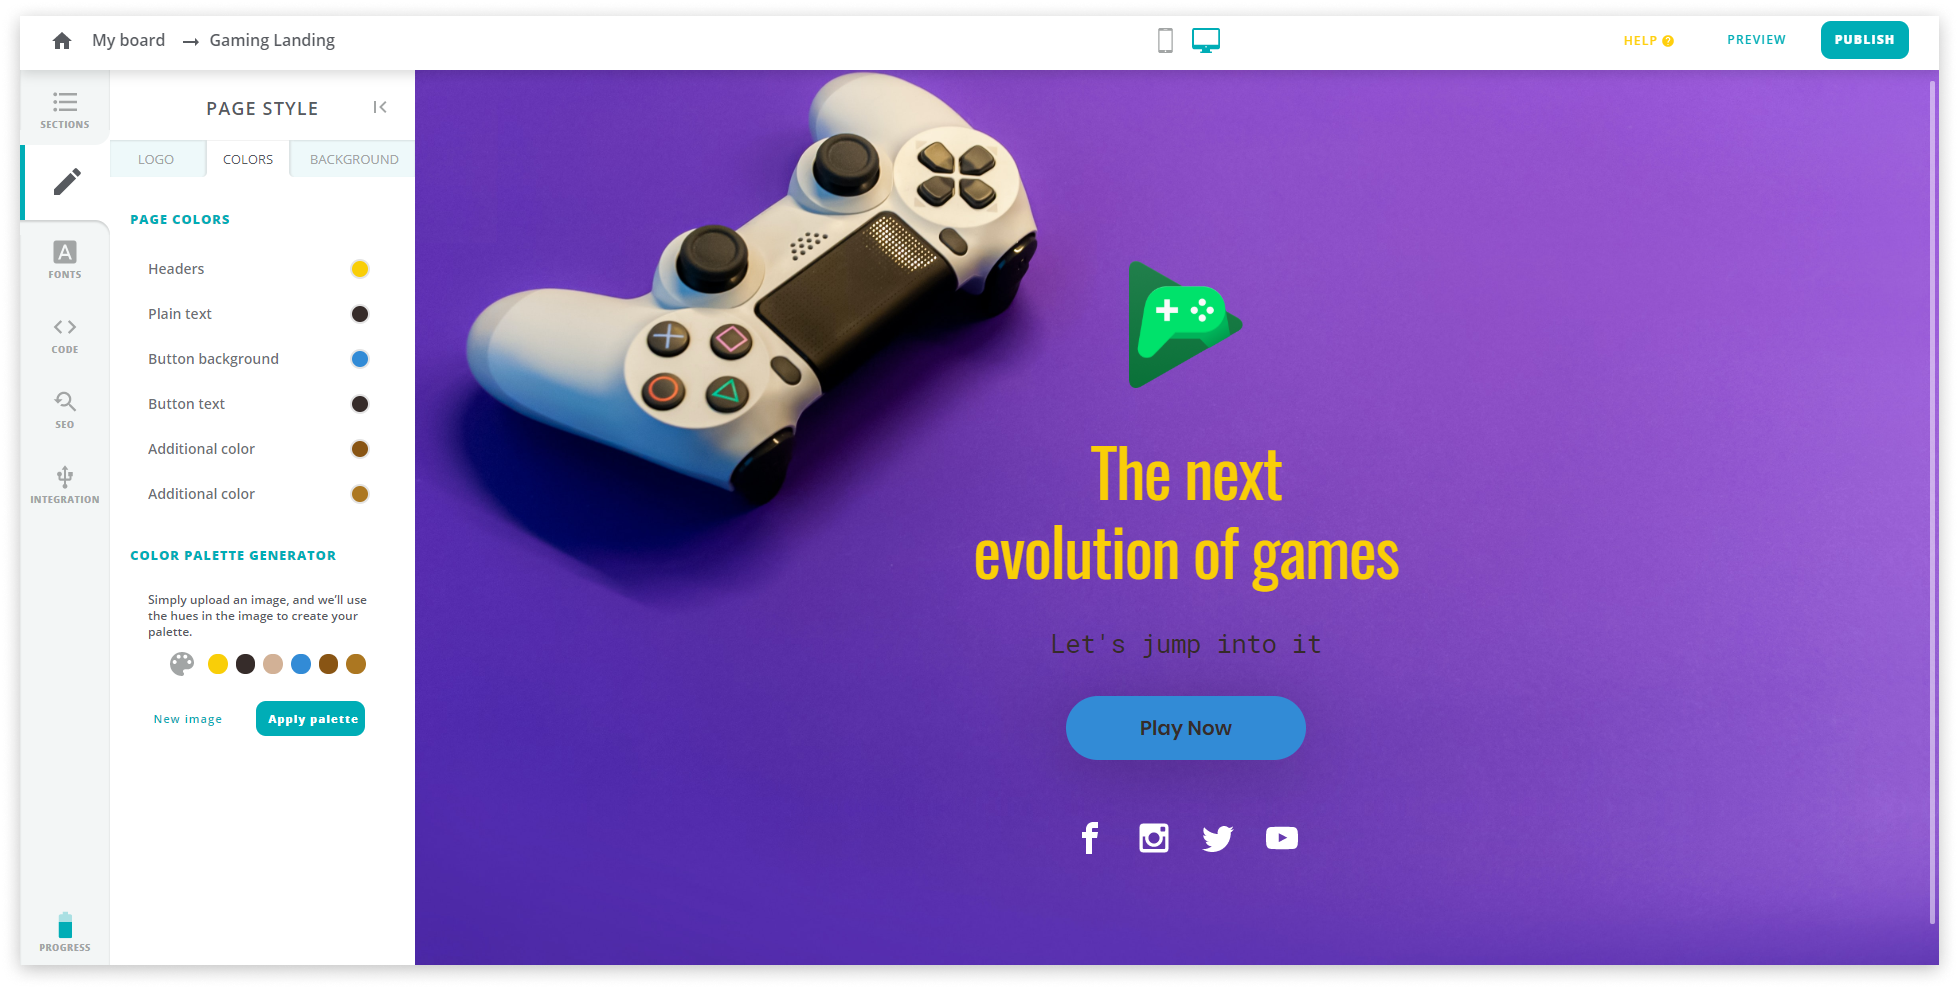 My board → Gaming Landing
HELP ?
PREVIEW
PUBLISH
SECTIONS
FONTS
CODE
SEO
INTEGRATION
PROGRESS
PAGE STYLE
LOGO
COLORS
BACKGROUND
PAGE COLORS
Headers
Plain text
Button background
Button text
Additional color
Additional color
COLOR PALETTE GENERATOR
Simply upload an image, and we'll use
the hues in the image to create your
palette.
New image
Apply palette
The next
evolution of games
Let's jump into it
Play Now